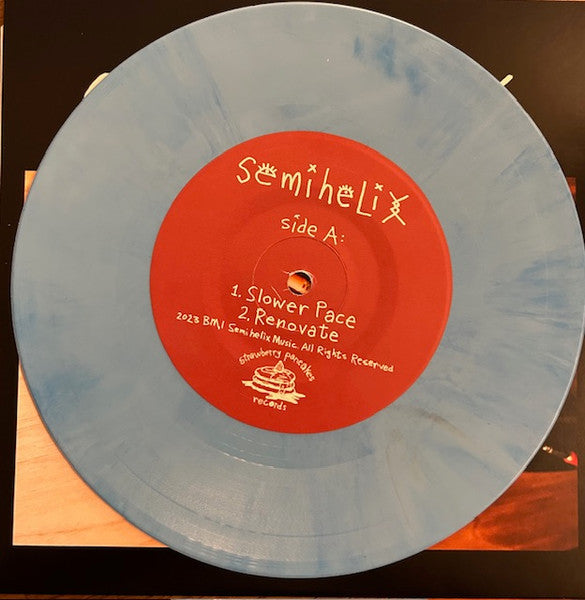 semiheliX
side A:
1. Slower Pace
2. Renovate
2023 BMI Semihelix Music. All Rights Reserved
strawberry pancakes
records